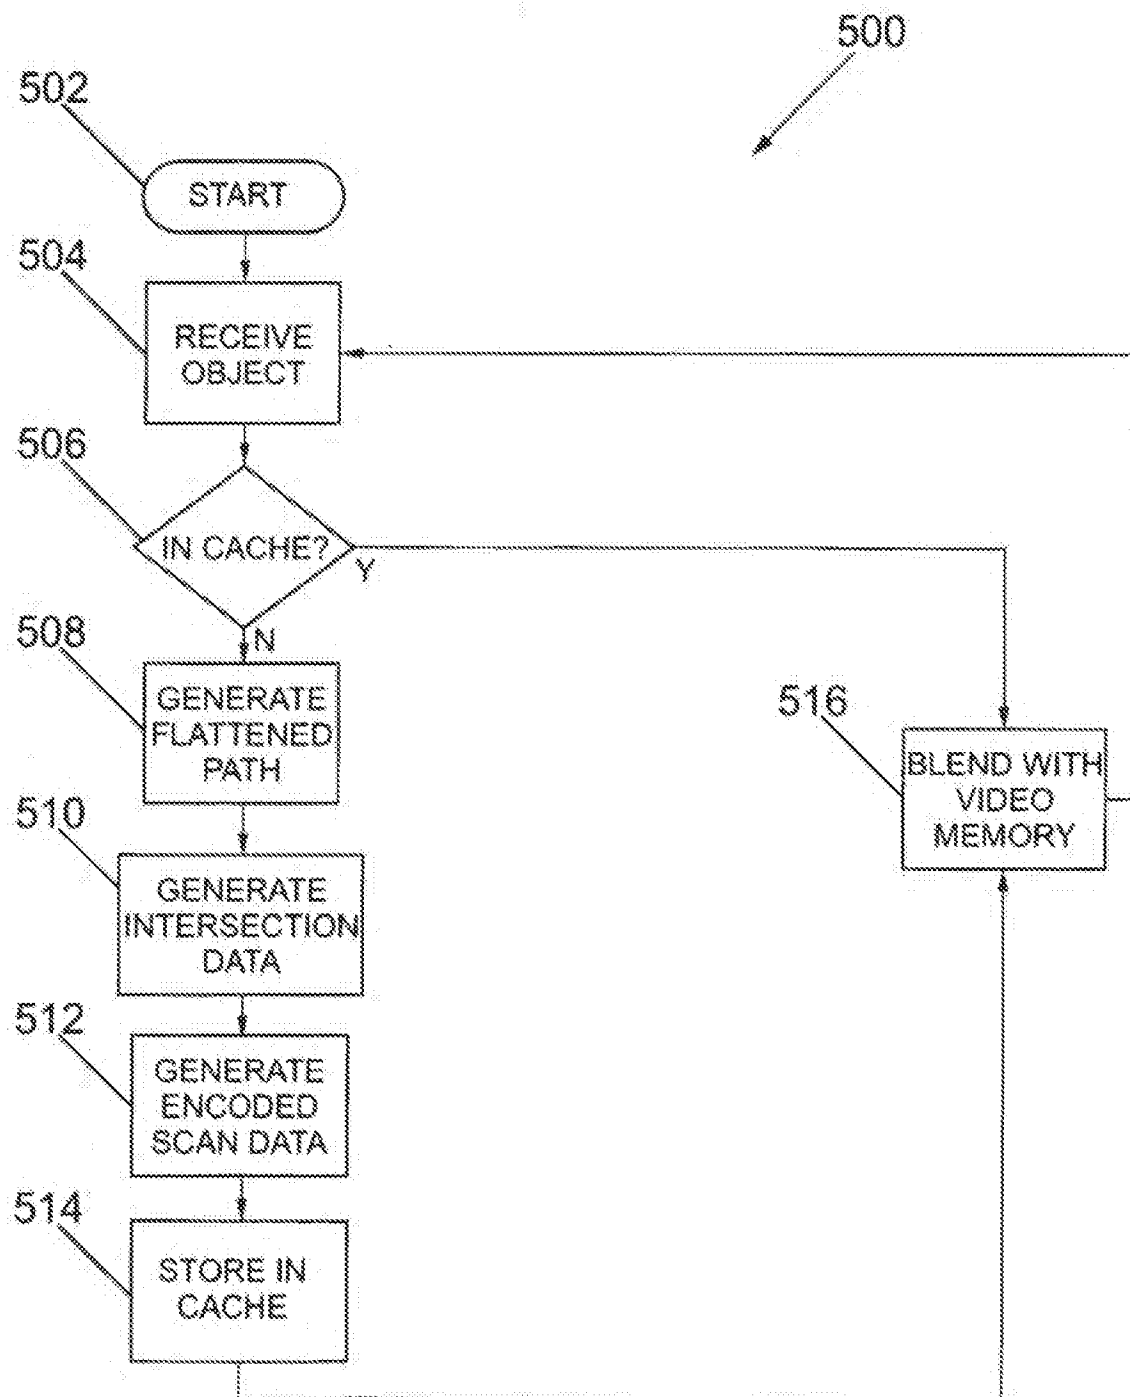 500
502
START
504
RECEIVE
OBJECT
506
IN CACHE?
Y
N
508
GENERATE
FLATTENED
PATH
516
BLEND WITH
VIDEO
MEMORY
510
GENERATE
INTERSECTION
DATA
512
GENERATE
ENCODED
SCAN DATA
514
STORE IN
CACHE